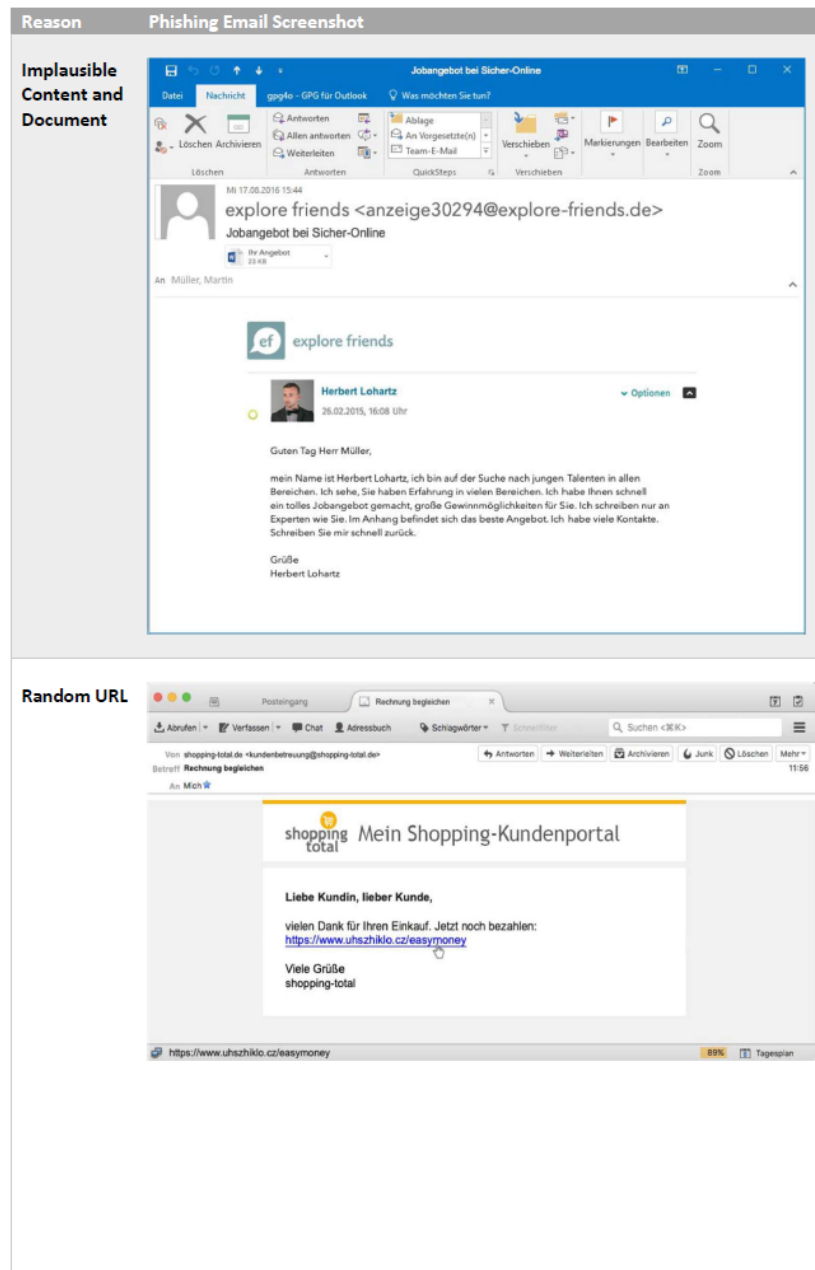 Reason Phishing Email Screenshot
Implausible
Content and
Document
Jobangebot bei Sicher-Online
Datei Nachricht gpg4o - GPG für Outlook Was möchten Sie tun?
Löschen Archivieren
Antworten
Allen antworten
Weiterleiten
Ablage
An Vorgesetzte(n)
Team-E-Mail
Verschieben
Markierungen Bearbeiten Zoom
Löschen Antworten QuickSteps Verschieben Zoom
Mi 17.08.2016 15:44
explore friends <anzeige30294@explore-friends.de>
Jobangebot bei Sicher-Online
Ihr Angebot
23 KB
An Müller, Martin
ef explore friends
Herbert Lohartz
26.02.2015, 16:08 Uhr
Optionen
Guten Tag Herr Müller,
mein Name ist Herbert Lohartz, ich bin auf der Suche nach jungen Talenten in allen
Bereichen. Ich sehe, Sie haben Erfahrung in vielen Bereichen. Ich habe Ihnen schnell
ein tolles Jobangebot gemacht, große Gewinnmöglichkeiten für Sie. Ich schreiben nur an
Experten wie Sie. Im Anhang befindet sich das beste Angebot. Ich habe viele Kontakte.
Schreiben Sie mir schnell zurück.
Grüße
Herbert Lohartz
Random URL
Posteingang Rechnung begleichen
Abrufen Verfassen Chat Adressbuch Schlagwörter Schnellfilter Suchen <⌘K>
Von shopping-total.de <kundenbetreuung@shopping-total.de> Antworten Weiterleiten Archivieren Junk Löschen Mehr
Betreff Rechnung begleichen 11:56
An Mich
shopping
total
Mein Shopping-Kundenportal
Liebe Kundin, lieber Kunde,
vielen Dank für Ihren Einkauf. Jetzt noch bezahlen:
https://www.uhszhiklo.cz/easymoney
Viele Grüße
shopping-total
https://www.uhszhiklo.cz/easymoney 89% Tagesplan